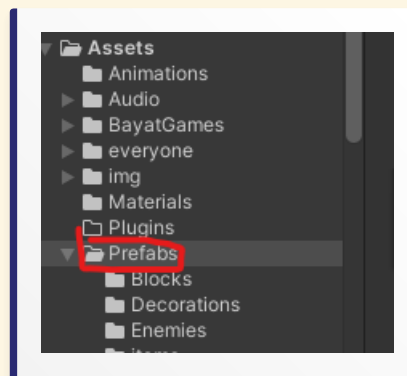 Assets
Animations
Audio
BayatGames
everyone
img
Materials
Plugins
Prefabs
Blocks
Decorations
Enemies